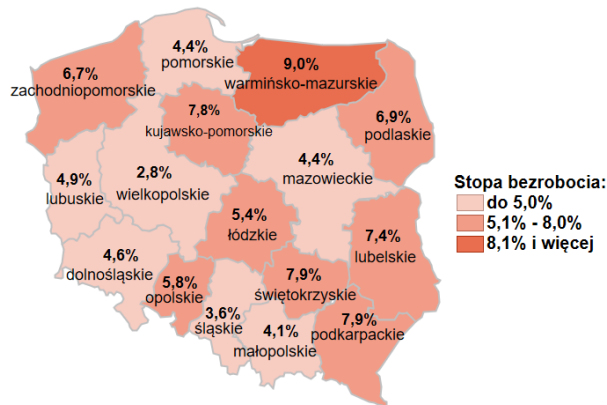 4,4%
pomorskie
9,0%
warmińsko-mazurskie
6,7%
zachodniopomorskie
7,8%
kujawsko-pomorskie
6,9%
podlaskie
4,9%
lubuskie
2,8%
wielkopolskie
4,4%
mazowieckie
5,4%
łódzkie
7,4%
lubelskie
4,6%
dolnośląskie
5,8%
opolskie
3,6%
śląskie
7,9%
świętokrzyskie
4,1%
małopolskie
7,9%
podkarpackie
Stopa bezrobocia:
do 5,0%
5,1% - 8,0%
8,1% i więcej